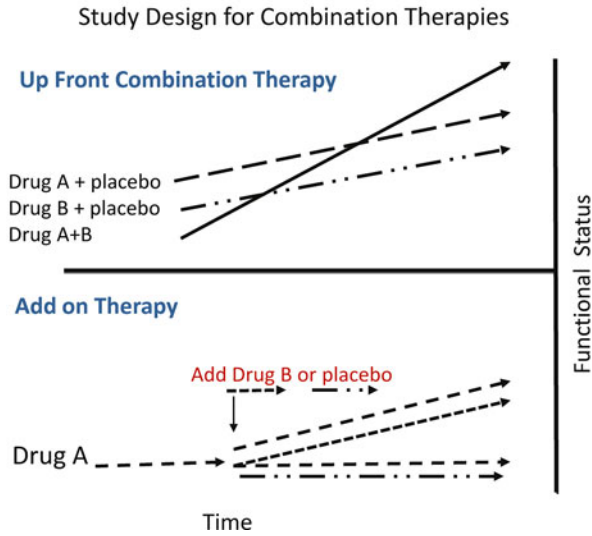 Study Design for Combination Therapies
Up Front Combination Therapy
Drug A + placebo
Drug B + placebo
Drug A+B
Functional Status
Add on Therapy
Add Drug B or placebo
Drug A
Time